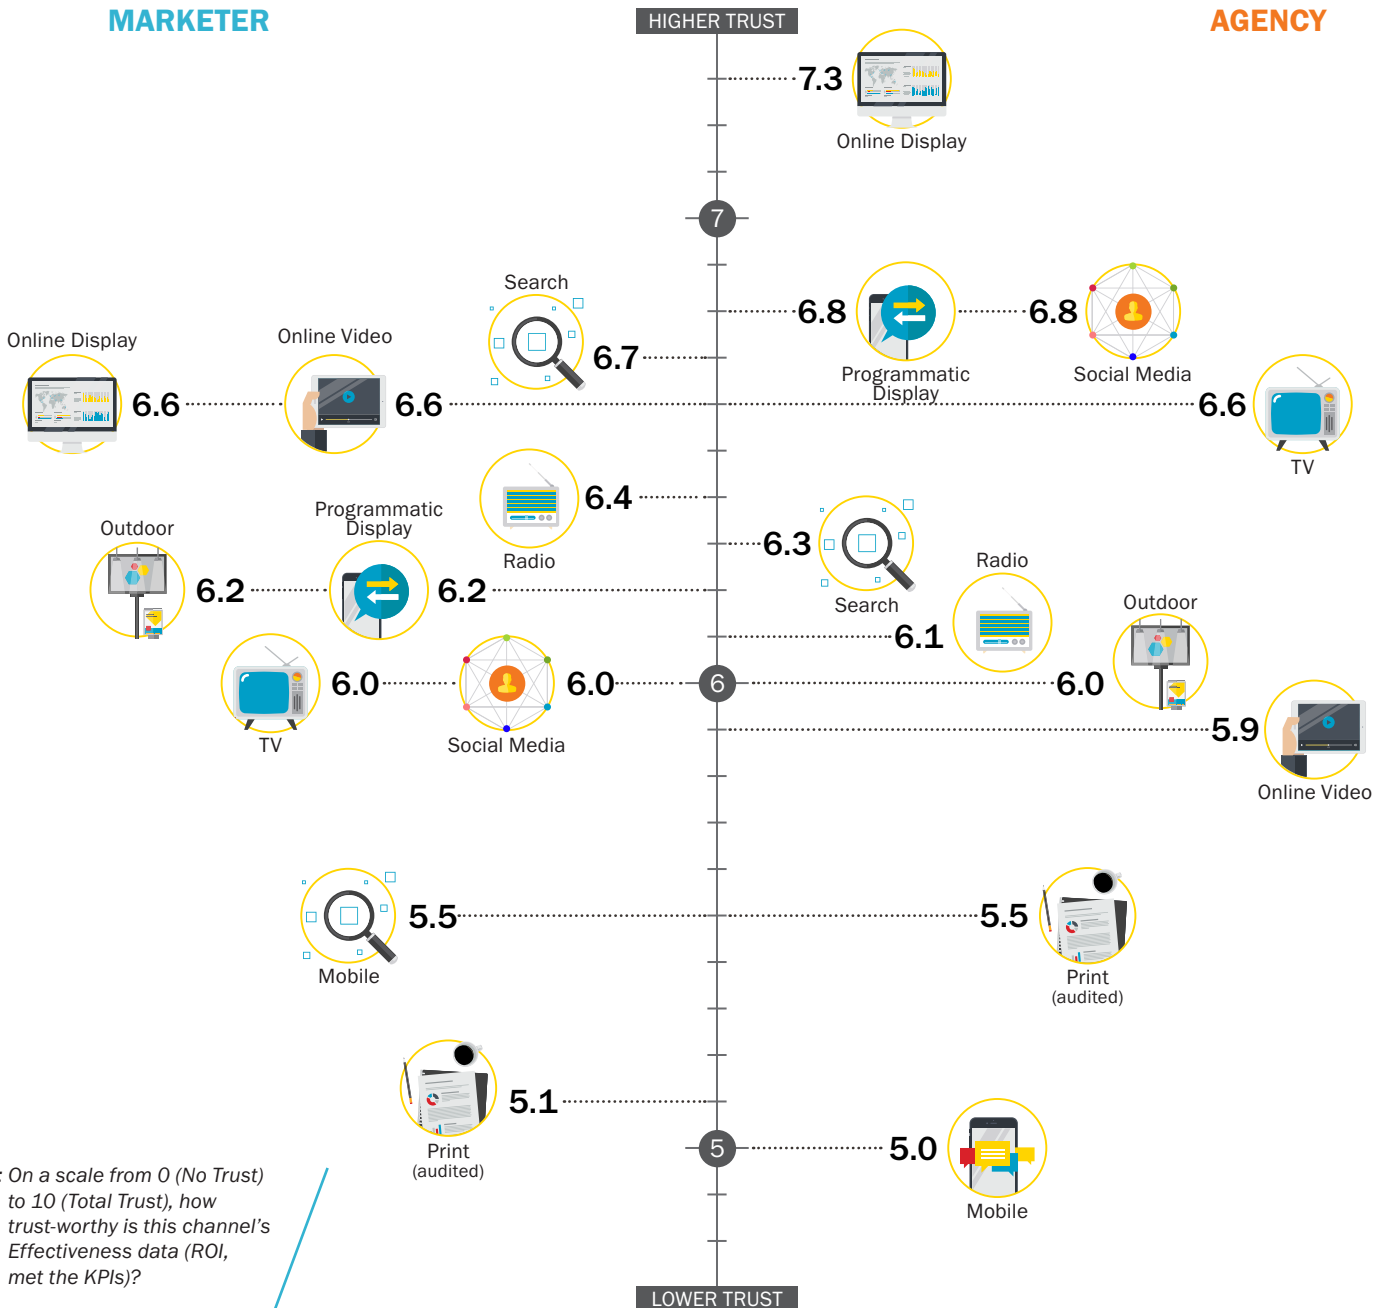 MARKETER
HIGHER TRUST
AGENCY
7.3
Online Display
7
Search
6.8
6.8
Online Display
Online Video
6.7
Programmatic
Display
Social Media
6.6
6.6
6.6
TV
6.4
Programmatic
Display
Outdoor
6.3
Radio
Radio
6.2
6.2
Search
Outdoor
6.1
6.0
6.0
6
6.0
TV
Social Media
5.9
Online Video
5.5
5.5
Mobile
Print
(audited)
5.1
Print
(audited)
5
5.0
Mobile
: On a scale from 0 (No Trust)
to 10 (Total Trust), how
trust-worthy is this channel's
Effectiveness data (ROI,
met the KPIs)?
LOWER TRUST